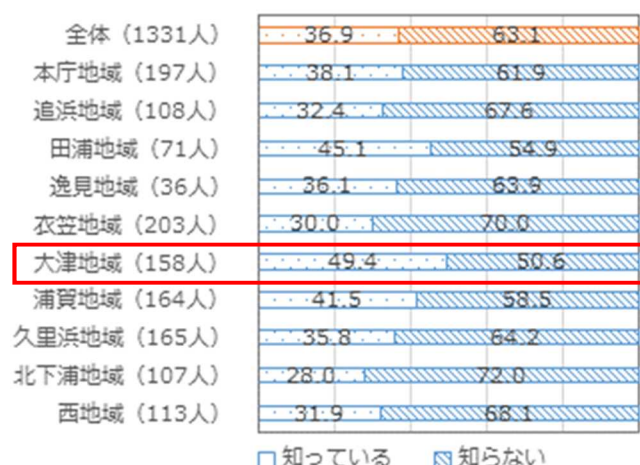 全体（1331人） 36.9 63.1
本庁地域（197人） 38.1 61.9
追浜地域（108人） 32.4 67.6
田浦地域（71人） 45.1 54.9
逸見地域（36人） 36.1 63.9
衣笠地域（203人） 30.0 70.0
大津地域（158人） 49.4 50.6
浦賀地域（164人） 41.5 58.5
久里浜地域（165人） 35.8 64.2
北下浦地域（107人） 28.0 72.0
西地域（113人） 31.9 68.1
知っている 知らない